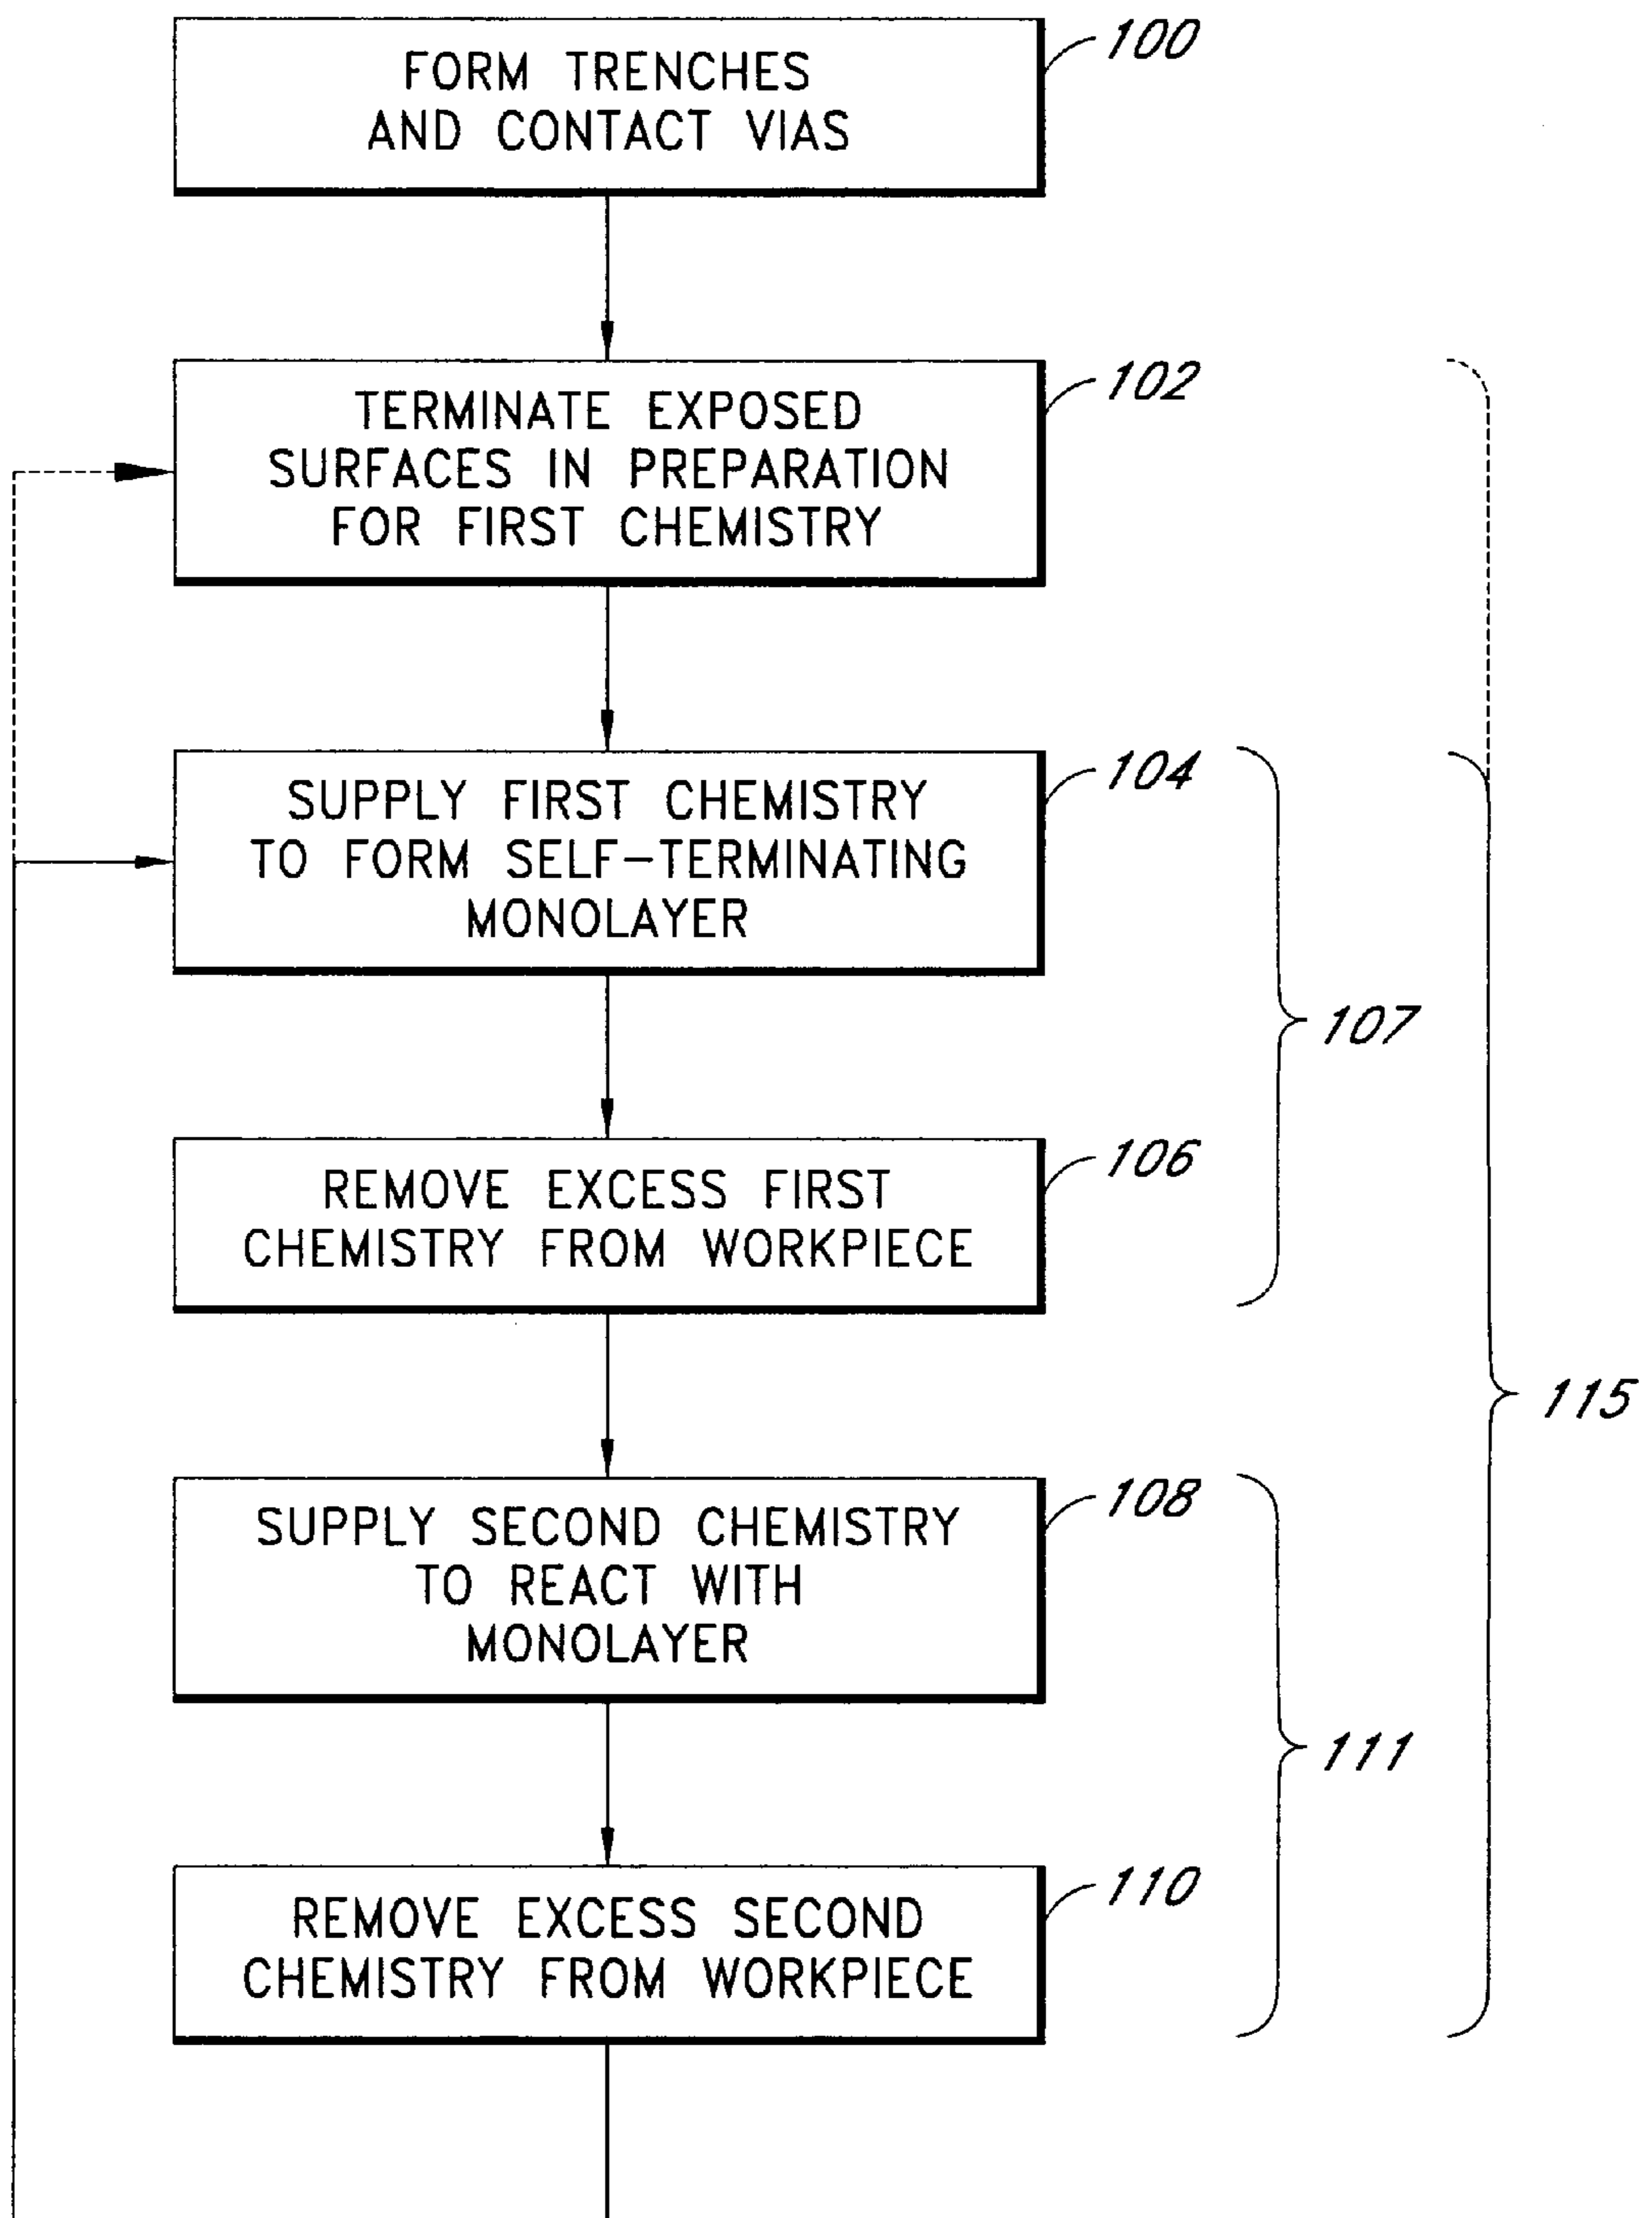 FORM TRENCHES
AND CONTACT VIAS
100
TERMINATE EXPOSED
SURFACES IN PREPARATION
FOR FIRST CHEMISTRY
102
SUPPLY FIRST CHEMISTRY
TO FORM SELF-TERMINATING
MONOLAYER
104
107
REMOVE EXCESS FIRST
CHEMISTRY FROM WORKPIECE
106
115
SUPPLY SECOND CHEMISTRY
TO REACT WITH
MONOLAYER
108
111
REMOVE EXCESS SECOND
CHEMISTRY FROM WORKPIECE
110